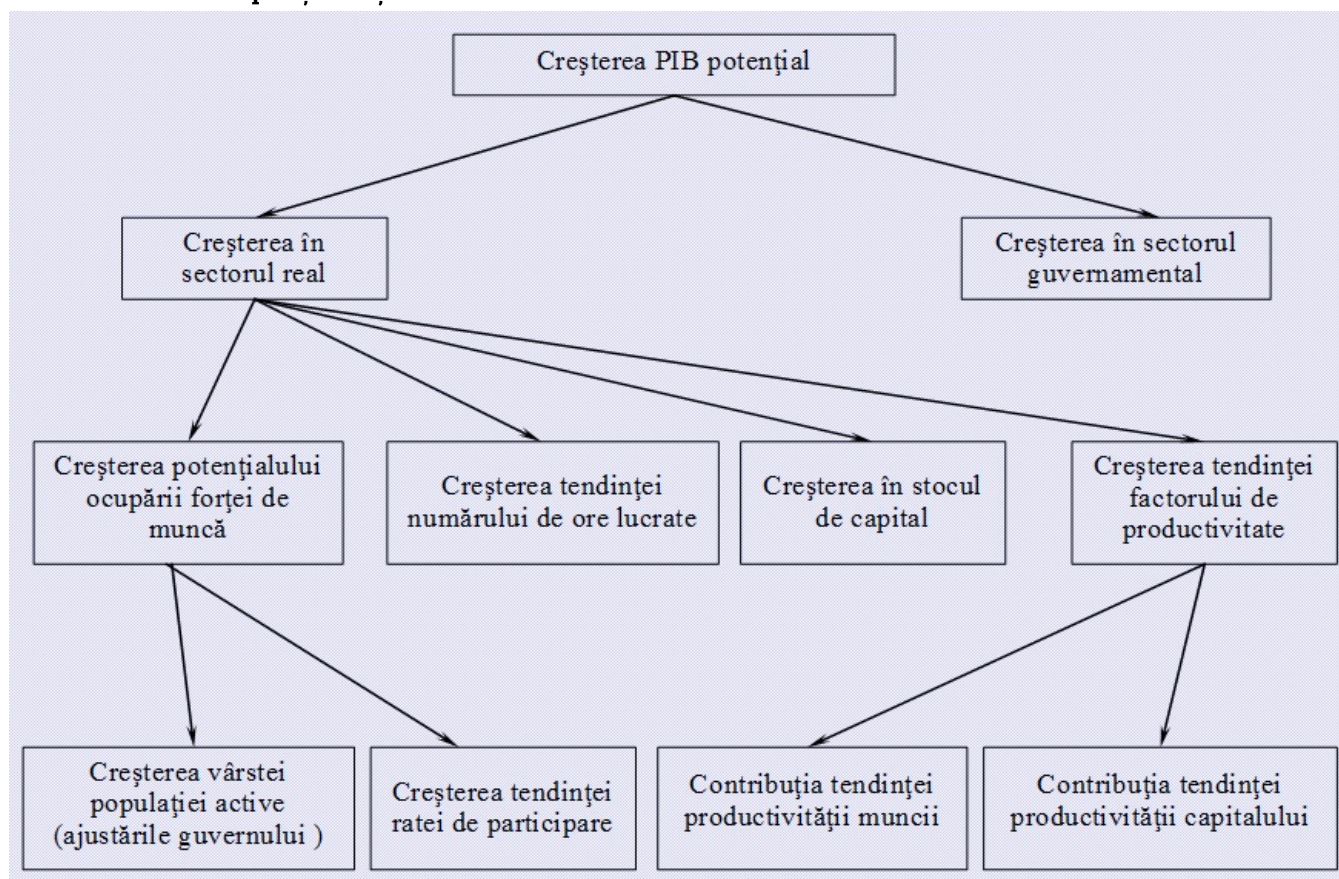 Creşterea PIB potenţial
Creşterea în
sectorul real
Creşterea în sectorul
guvernamental
Creşterea potenţialului
ocupării forţei de
muncă
Creşterea tendinţei
numărului de ore lucrate
Creşterea în stocul
de capital
Creşterea tendinţei
factorului de
productivitate
Creşterea vârstei
populaţiei active
(ajustările guvernului )
Creşterea tendinţei
ratei de participare
Contribuţia tendinţei
productivităţii muncii
Contribuţia tendinţei
productivităţii capitalului